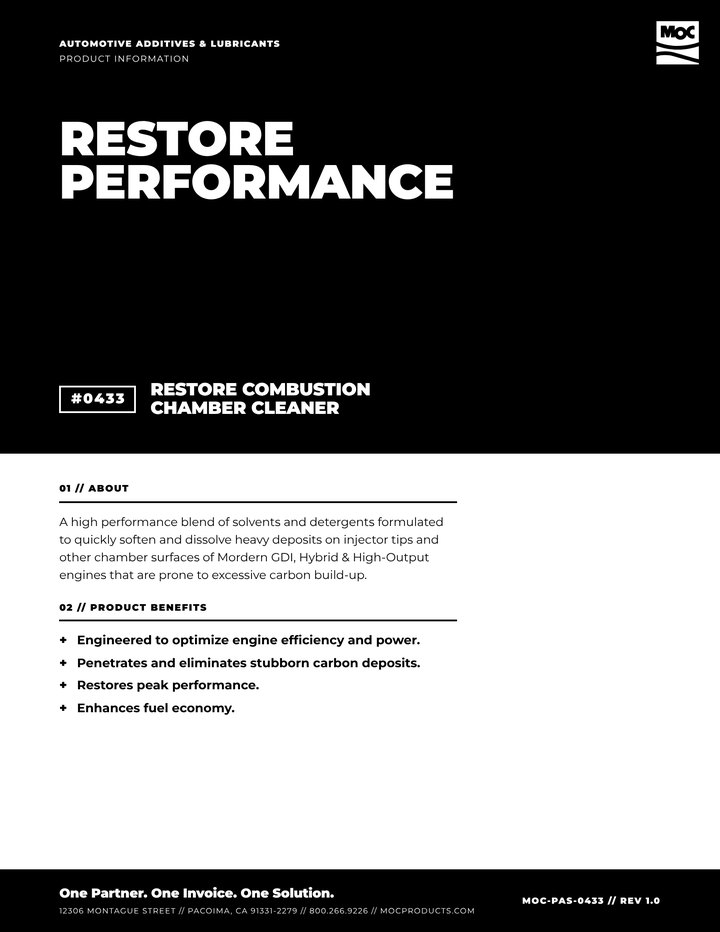 AUTOMOTIVE ADDITIVES & LUBRICANTS
PRODUCT INFORMATION
MOC
RESTORE
PERFORMANCE
#0433
RESTORE COMBUSTION
CHAMBER CLEANER
01 // ABOUT
A high performance blend of solvents and detergents formulated
to quickly soften and dissolve heavy deposits on injector tips and
other chamber surfaces of Mordern GDI, Hybrid & High-Output
engines that are prone to excessive carbon build-up.
02 // PRODUCT BENEFITS
+ Engineered to optimize engine efficiency and power.
+ Penetrates and eliminates stubborn carbon deposits.
+ Restores peak performance.
+ Enhances fuel economy.
One Partner. One Invoice. One Solution.
12306 MONTAGUE STREET // PACOIMA, CA 91331-2279 // 800.266.9226 // MOCPRODUCTS.COM
MOC-PAS-0433 // REV 1.0